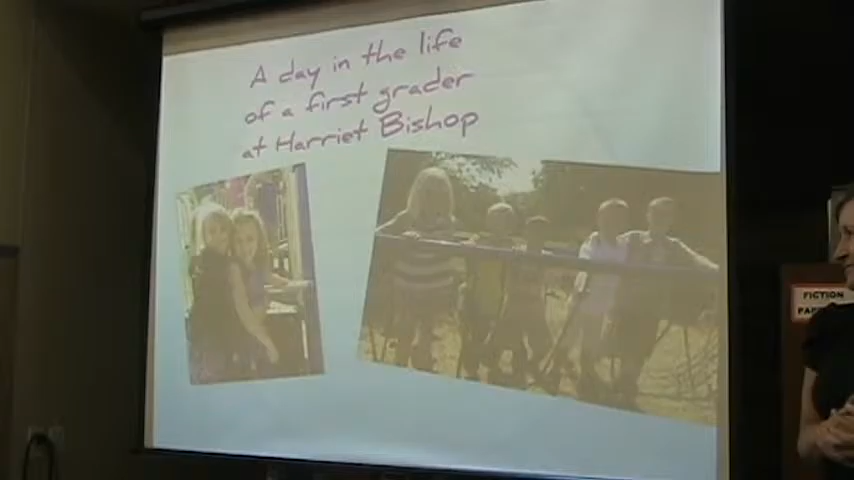 A day in the life
of a first grader
at Harriet Bishop
FICTION